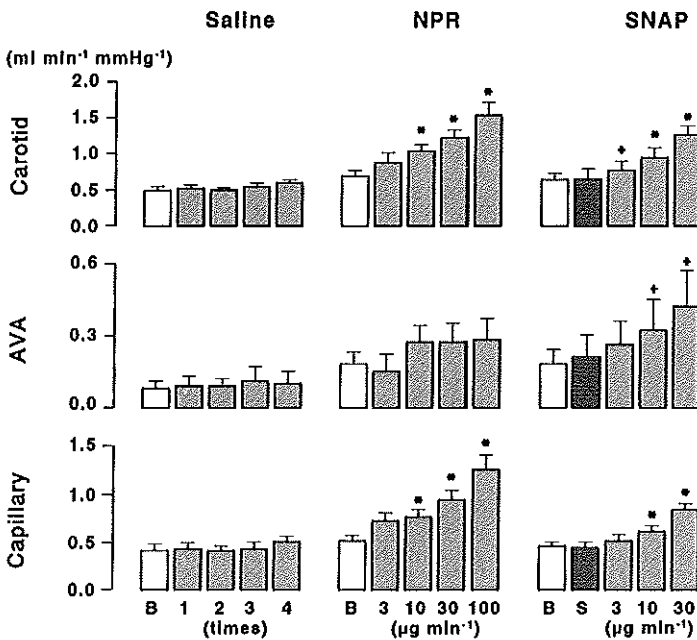 Saline NPR SNAP
(ml min⁻¹ mmHg⁻¹)
Carotid
2.0
1.5
1.0
0.5
0.0
* * *
+ * *
AVA
0.6
0.3
0.0
+ +
Capillary
1.5
1.0
0.5
0.0
* * *
* *
B 1 2 3 4 B 3 10 30 100 B S 3 10 30
(times) (µg min⁻¹) (µg min⁻¹)